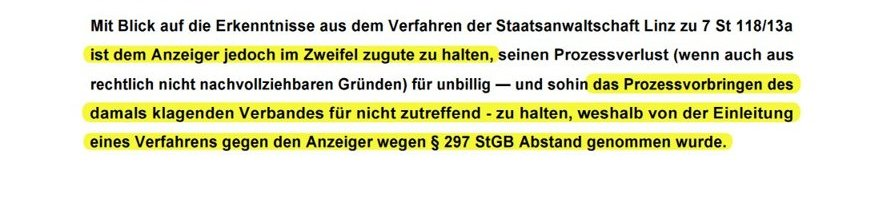 Mit Blick auf die Erkenntnisse aus dem Verfahren der Staatsanwaltschaft Linz zu 7 St 118/13a
ist dem Anzeiger jedoch im Zweifel zugute zu halten, seinen Prozessverlust (wenn auch aus
rechtlich nicht nachvollziehbaren Gründen) für unbillig — und sohin das Prozessvorbringen des
damals klagenden Verbandes für nicht zutreffend - zu halten, weshalb von der Einleitung
eines Verfahrens gegen den Anzeiger wegen § 297 StGB Abstand genommen wurde.